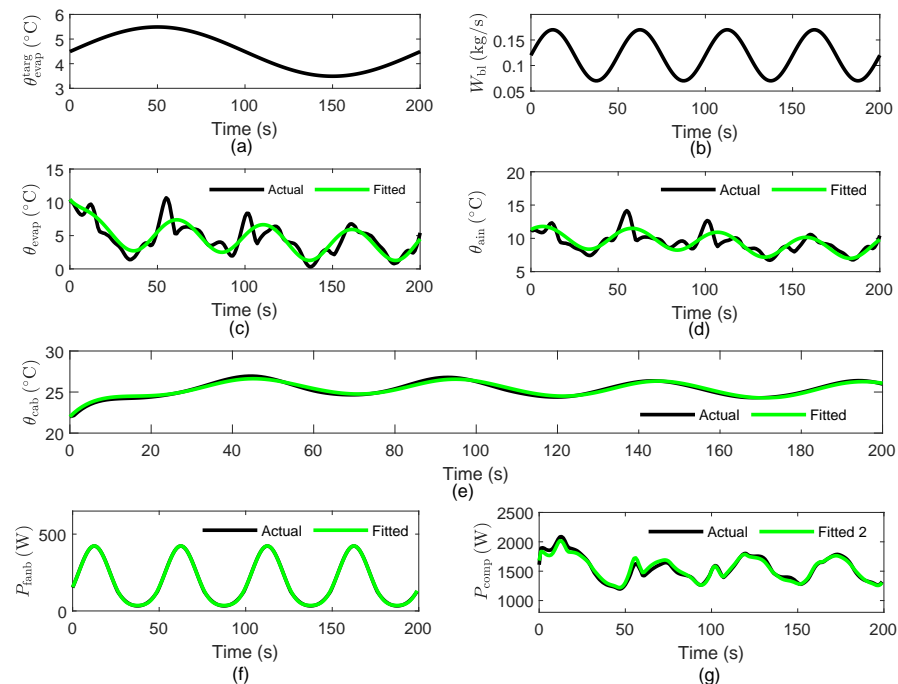 6
5
4
3
θ_evap^targ (°C)
0 50 100 150 200
Time (s)
(a)
0.15
0.1
0.05
W_bl (kg/s)
0 50 100 150 200
Time (s)
(b)
15
10
5
0
θ_evap (°C)
Actual Fitted
0 50 100 150 200
Time (s)
(c)
20
15
10
5
θ_ain (°C)
Actual Fitted
0 50 100 150 200
Time (s)
(d)
30
25
20
θ_cab (°C)
Actual Fitted
0 20 40 60 80 100 120 140 160 180 200
Time (s)
(e)
500
0
P_fanb (W)
Actual Fitted
0 50 100 150 200
Time (s)
(f)
2500
2000
1500
1000
P_comp (W)
Actual Fitted 2
0 50 100 150 200
Time (s)
(g)